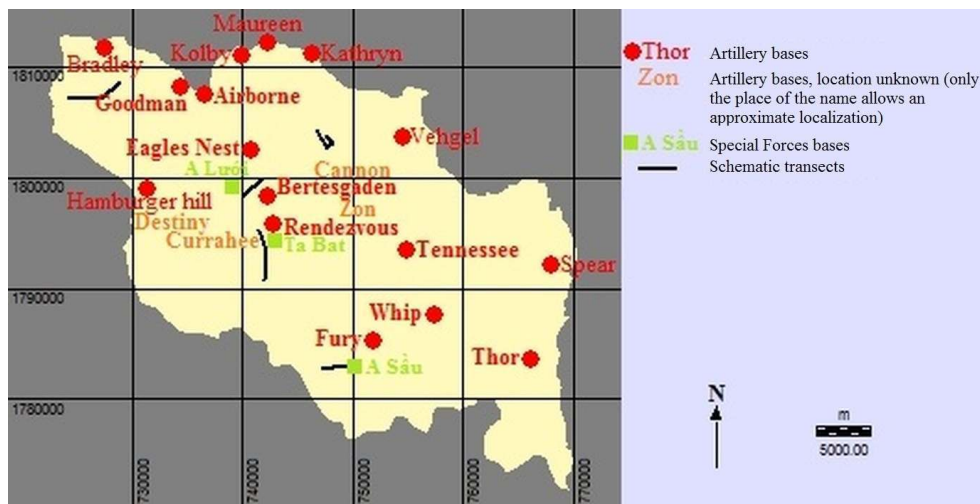 Maureen
Kolby
Kathryn
Bradley
1810000
Goodman
Airborne
Vehgel
Eagles Nest
A Lưới
Cannon
1800000
Bertesgaden
Hamburger hill
Zon
Destiny
Rendezvous
Currahee
Ta Bat
Tennessee
Spear
1790000
Whip
Fury
Thor
A Sầu
1780000
730000
740000
750000
760000
770000
Thor Artillery bases
Zon Artillery bases, location unknown (only
the place of the name allows an
approximate localization)
A Sầu Special Forces bases
Schematic transects
N
m
5000.00